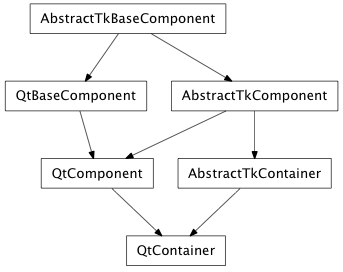 AbstractTkBaseComponent
QtBaseComponent
AbstractTkComponent
QtComponent
AbstractTkContainer
QtContainer